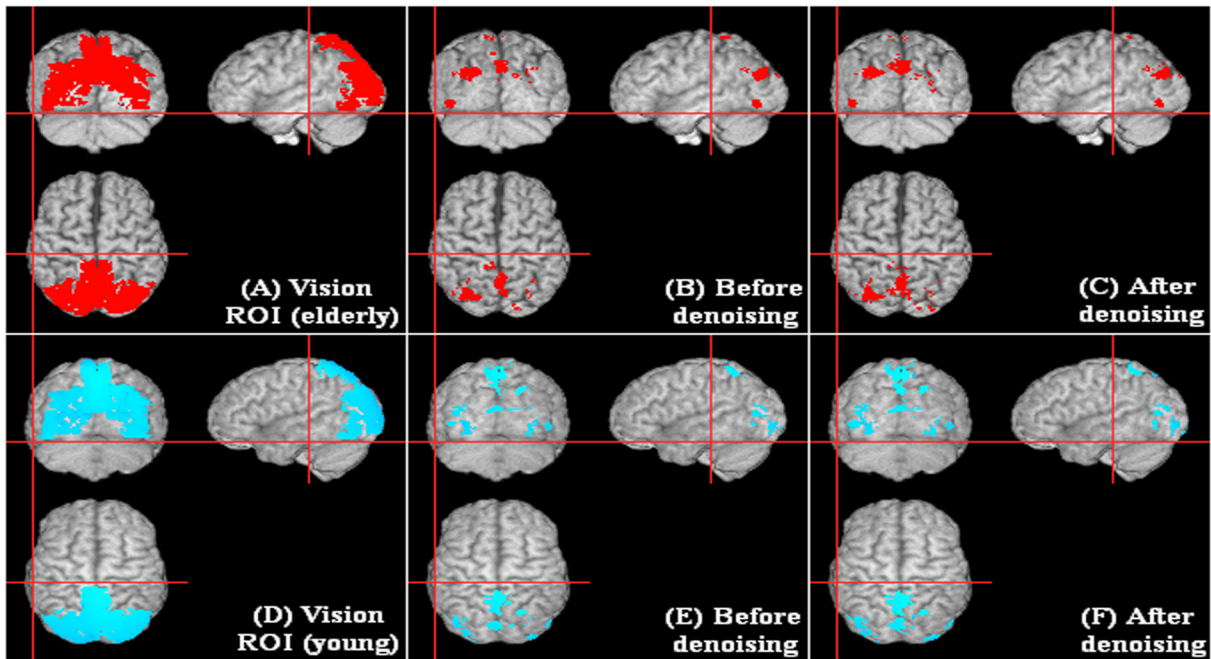 (A) Vision
ROI (elderly)
(B) Before
denoising
(C) After
denoising
(D) Vision
ROI (young)
(E) Before
denoising
(F) After
denoising